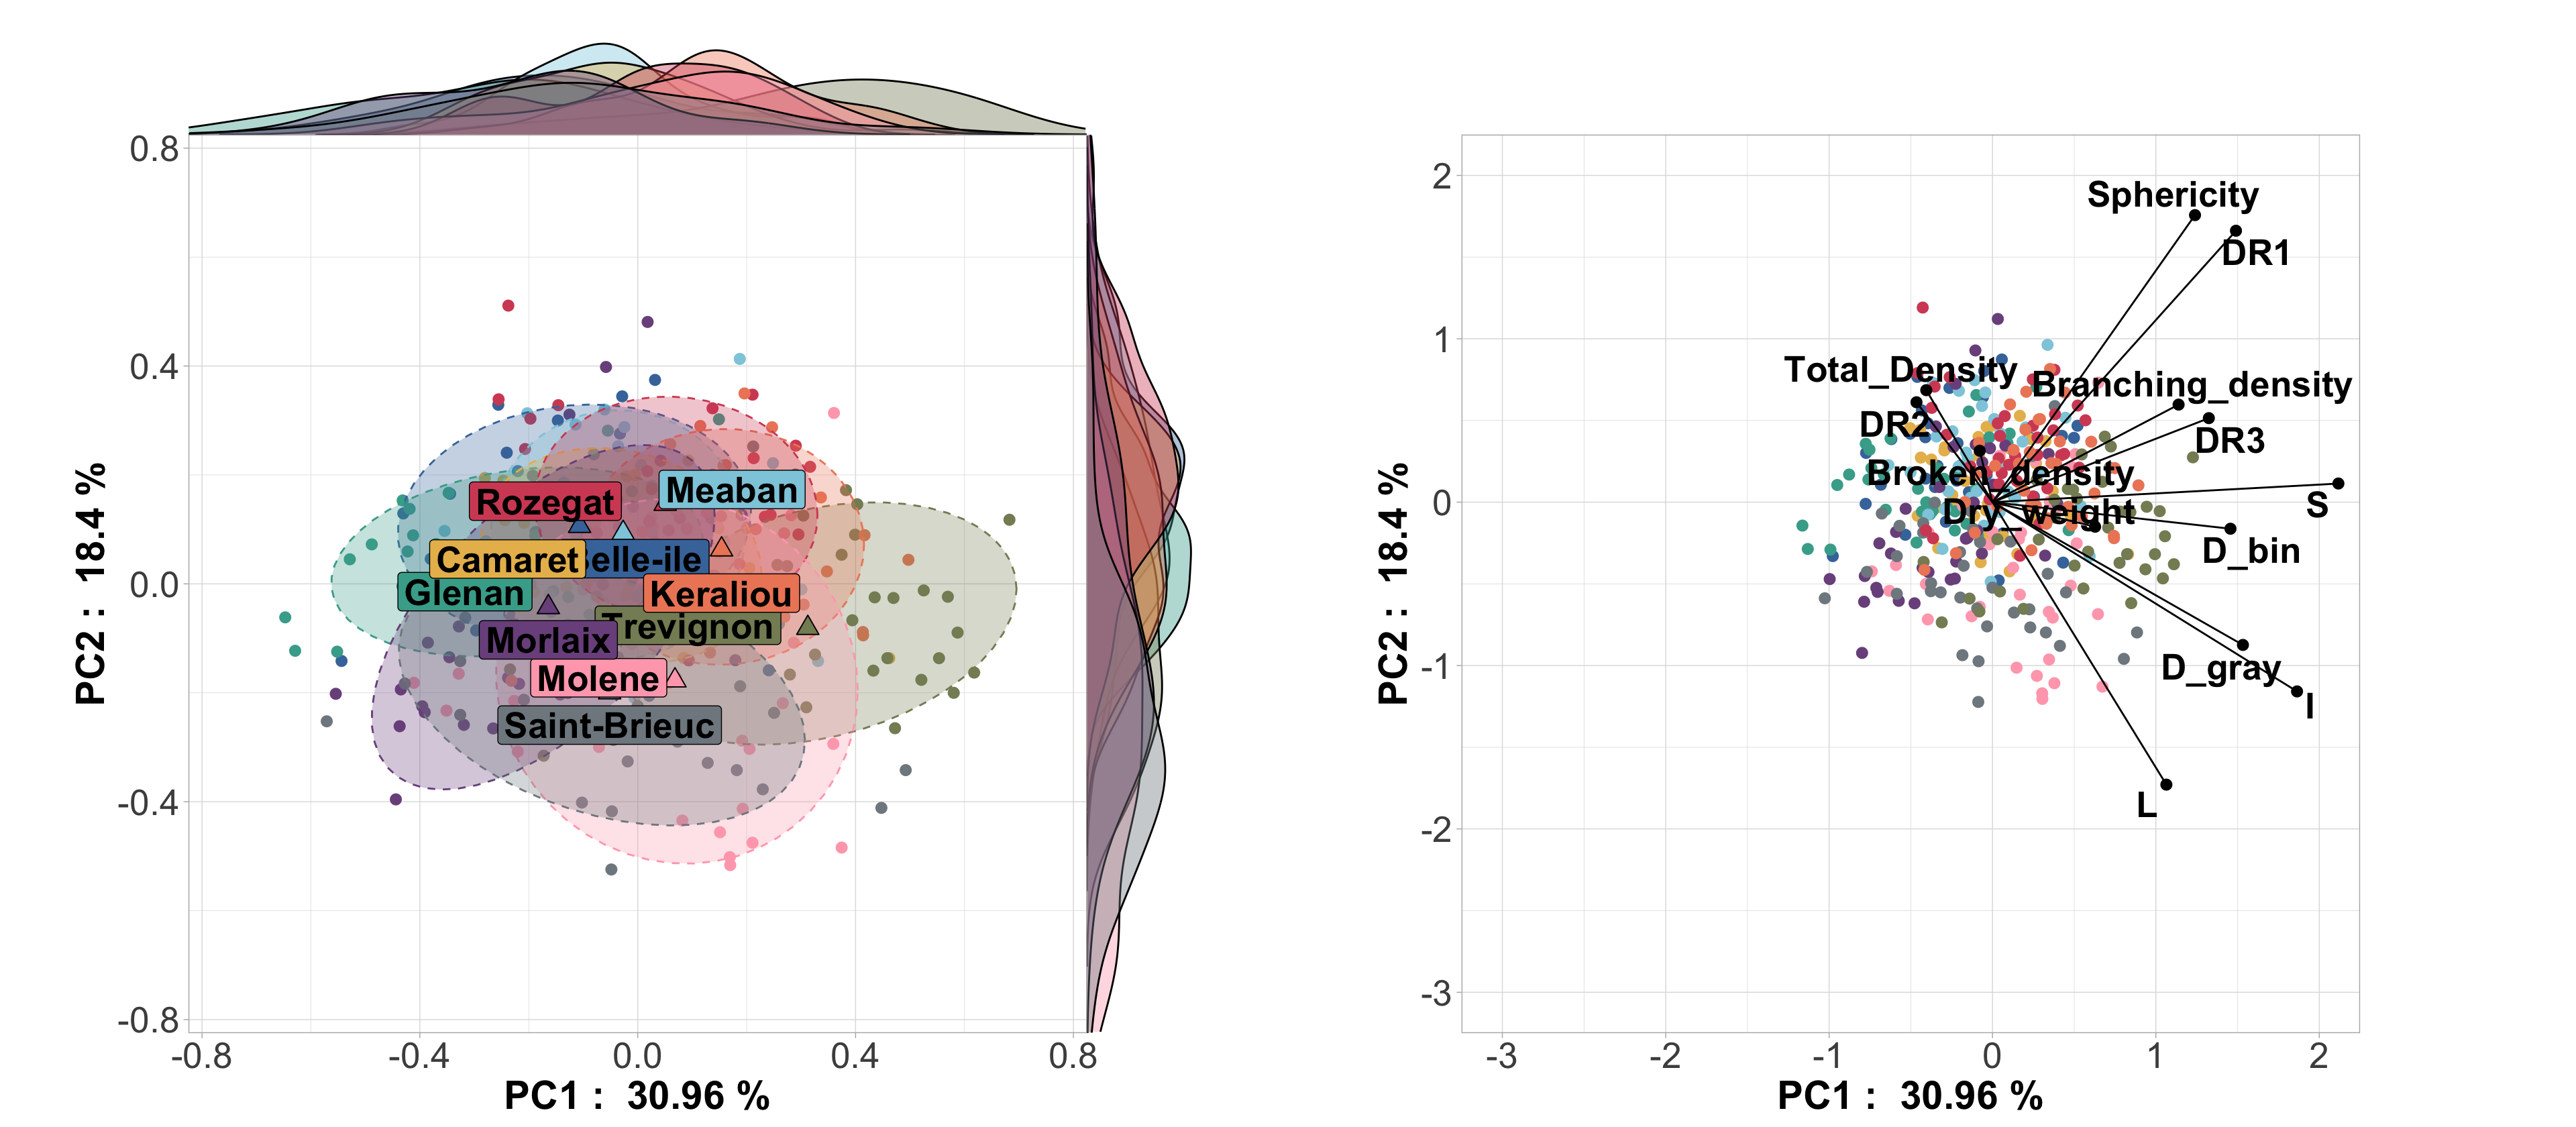 0.8
0.4
0.0
-0.4
-0.8
-0.8
-0.4
0.0
0.4
0.8
PC2 : 18.4 %
PC1 : 30.96 %
Rozegat
Meaban
Camaret
elle-ile
Glenan
Keraliou
Trevignon
Morlaix
Molene
Saint-Brieuc
2
1
0
-1
-2
-3
-3
-2
-1
0
1
2
PC2 : 18.4 %
PC1 : 30.96 %
Sphericity
DR1
Total_Density
Branching_density
DR2
DR3
Broken_density
S
Dry_weight
D_bin
D_gray
I
L